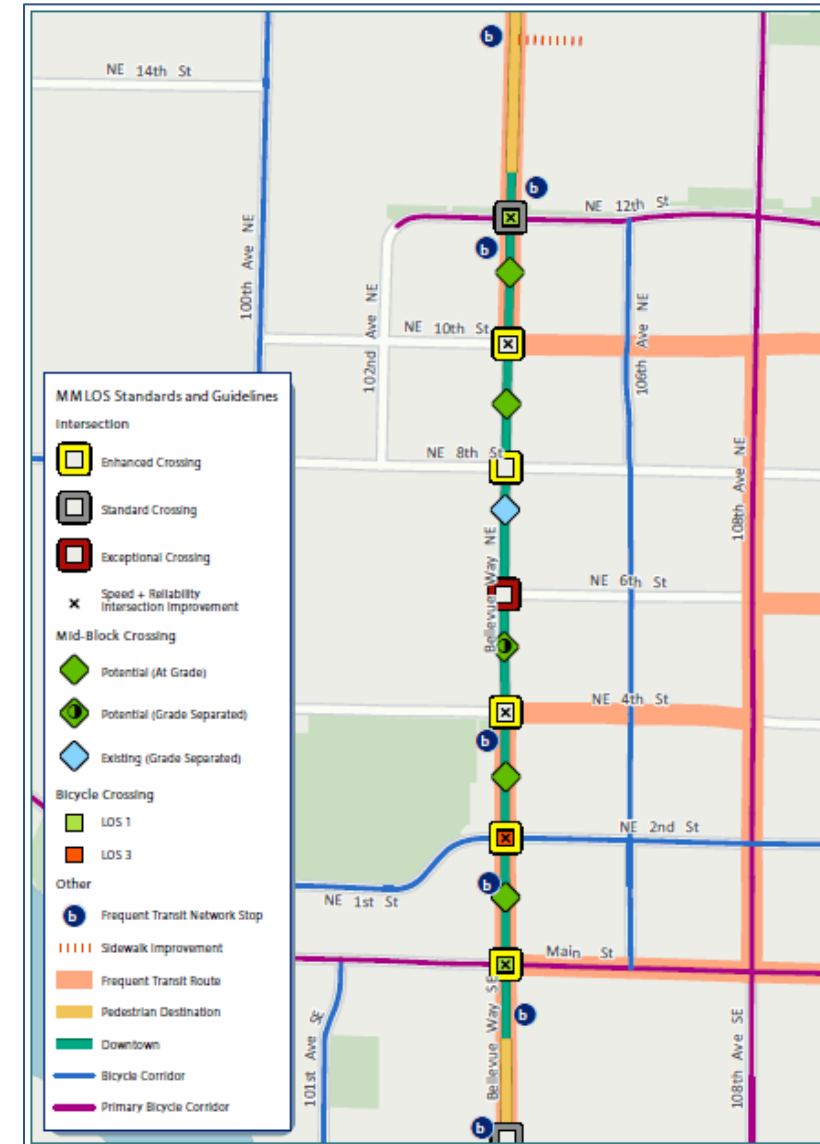 b
NE 14th St
b
NE 12th St
b
100th Ave NE
102nd Ave NE
NE 10th St
106th Ave NE
NE 8th St
108th Ave NE
Bellevue Way NE
NE 6th St
NE 4th St
b
NE 2nd St
b
NE 1st St
Main St
Bellevue Way SE
b
101st Ave SE
108th Ave SE
b
MMLOS Standards and Guidelines
Intersection
Enhanced Crossing
Standard Crossing
Exceptional Crossing
Speed + Reliability
Intersection Improvement
Mid-Block Crossing
Potential (At Grade)
Potential (Grade Separated)
Existing (Grade Separated)
Bicycle Crossing
LOS 1
LOS 3
Other
b Frequent Transit Network Stop
Sidewalk Improvement
Frequent Transit Route
Pedestrian Destination
Downtown
Bicycle Corridor
Primary Bicycle Corridor